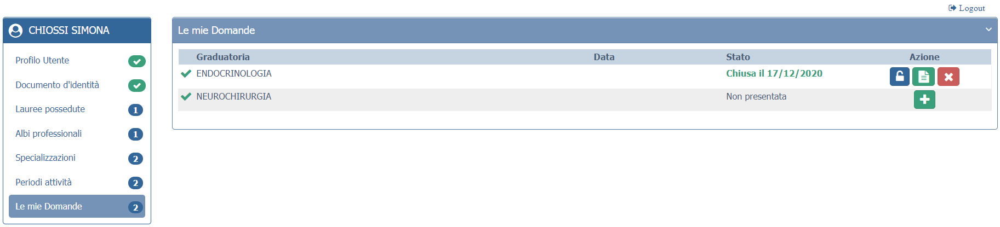 Logout
CHIOSSI SIMONA
Profilo Utente
Documento d'identità
Lauree possedute 1
Albi professionali 1
Specializzazioni 2
Periodi attività 2
Le mie Domande 2
Le mie Domande
Graduatoria Data Stato Azione
ENDOCRINOLOGIA Chiusa il 17/12/2020
NEUROCHIRURGIA Non presentata